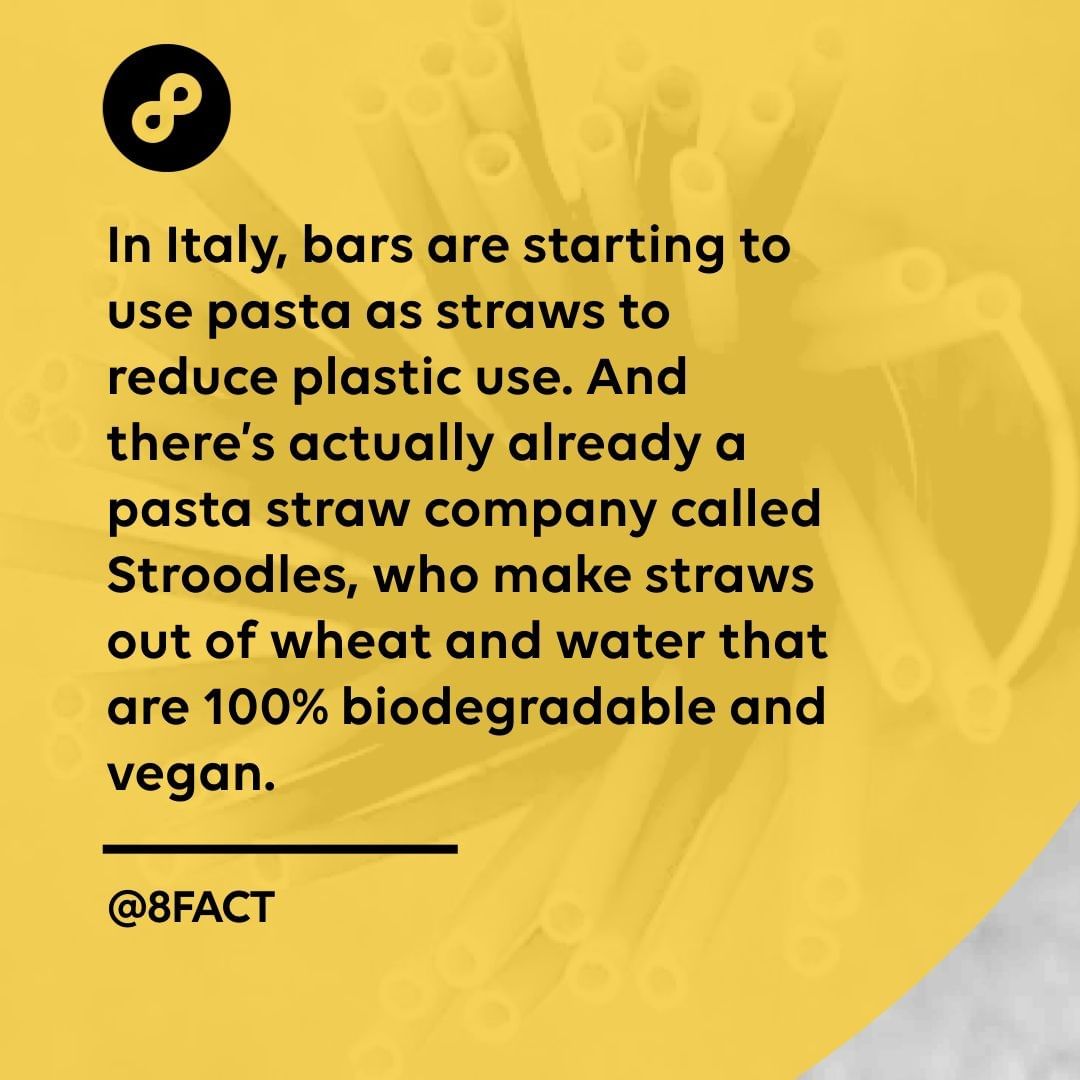 In Italy, bars are starting to
use pasta as straws to
reduce plastic use. And
there's actually already a
pasta straw company called
Stroodles, who make straws
out of wheat and water that
are 100% biodegradable and
vegan.
@8FACT